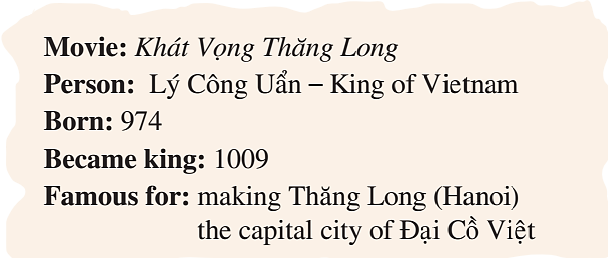 Movie: Khát Vọng Thăng Long
Person: Lý Công Uẩn – King of Vietnam
Born: 974
Became king: 1009
Famous for: making Thăng Long (Hanoi)
the capital city of Đại Cồ Việt